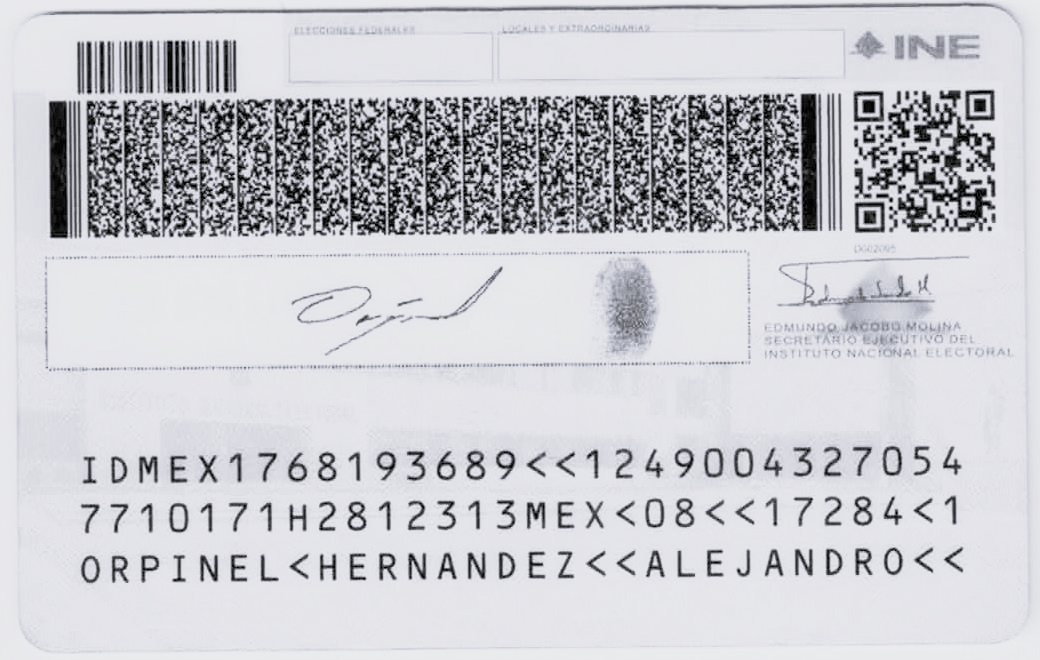 ELECCIONES FEDERALES
LOCALES Y EXTRAORDINARIAS
INE
EDMUNDO JACOBO MOLINA
SECRETARIO EJECUTIVO DEL
INSTITUTO NACIONAL ELECTORAL
IDMEX1768193689<<1249004327054
7710171H2812313MEX<08<<17284<1
ORPINEL<HERNANDEZ<<ALEJANDRO<<